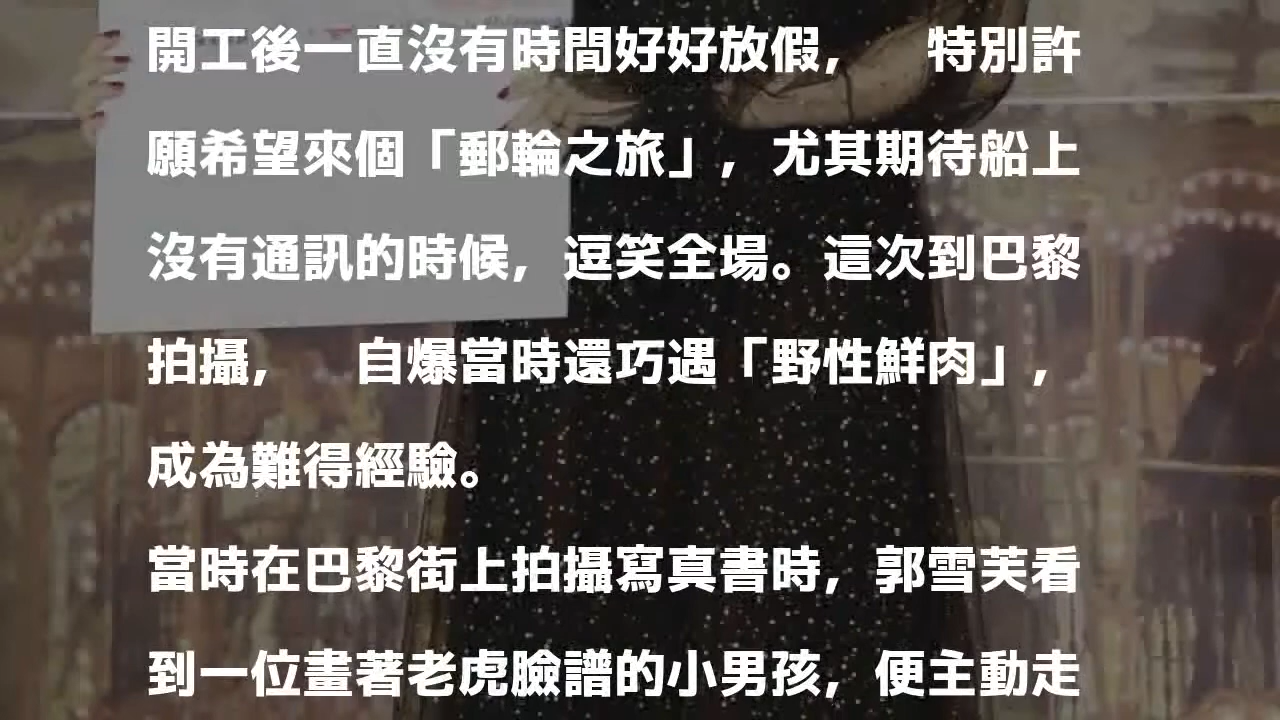 開工後一直沒有時間好好放假，　特別許
願希望來個「郵輪之旅」，尤其期待船上
沒有通訊的時候，逗笑全場。這次到巴黎
拍攝，　自爆當時還巧遇「野性鮮肉」，
成為難得經驗。
當時在巴黎街上拍攝寫真書時，郭雪芙看
到一位畫著老虎臉譜的小男孩，便主動走